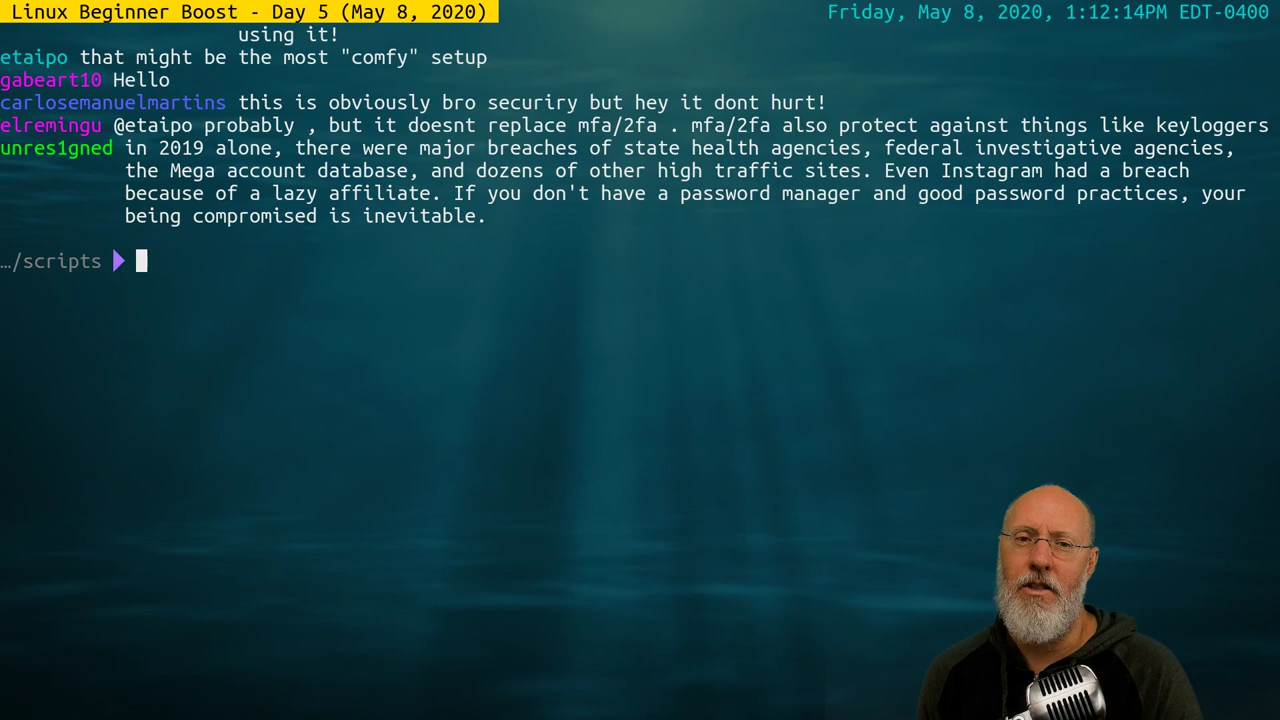 Linux Beginner Boost - Day 5 (May 8, 2020)
Friday, May 8, 2020, 1:12:14PM EDT-0400
using it!
etaipo that might be the most "comfy" setup
gabeart10 Hello
carlosemanuelmartins this is obviously bro securiry but hey it dont hurt!
elremingu @etaipo probably , but it doesnt replace mfa/2fa . mfa/2fa also protect against things like keyloggers
unres1gned in 2019 alone, there were major breaches of state health agencies, federal investigative agencies,
the Mega account database, and dozens of other high traffic sites. Even Instagram had a breach
because of a lazy affiliate. If you don't have a password manager and good password practices, your
being compromised is inevitable.
…/scripts